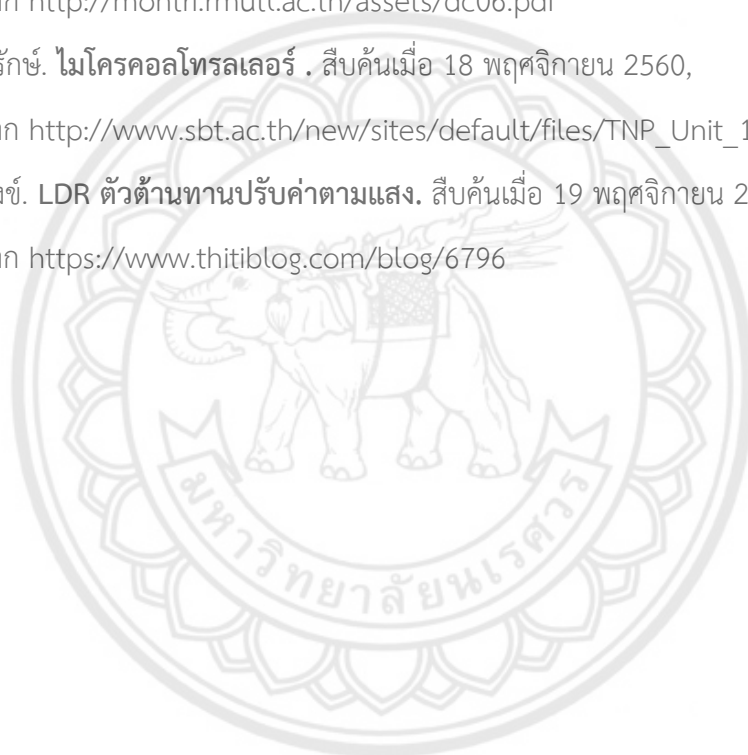 ก http://montri.rmutt.ac.th/assets/dc06.pdf
รักษ์. ไมโครคอลโทรลเลอร์ . สืบค้นเมื่อ 18 พฤศจิกายน 2560,
ก http://www.sbt.ac.th/new/sites/default/files/TNP_Unit_1
งษ์. LDR ตัวต้านทานปรับค่าตามแสง. สืบค้นเมื่อ 19 พฤศจิกายน 2
ก https://www.thitiblog.com/blog/6796
มหาวิทยาลัยนเรศวร